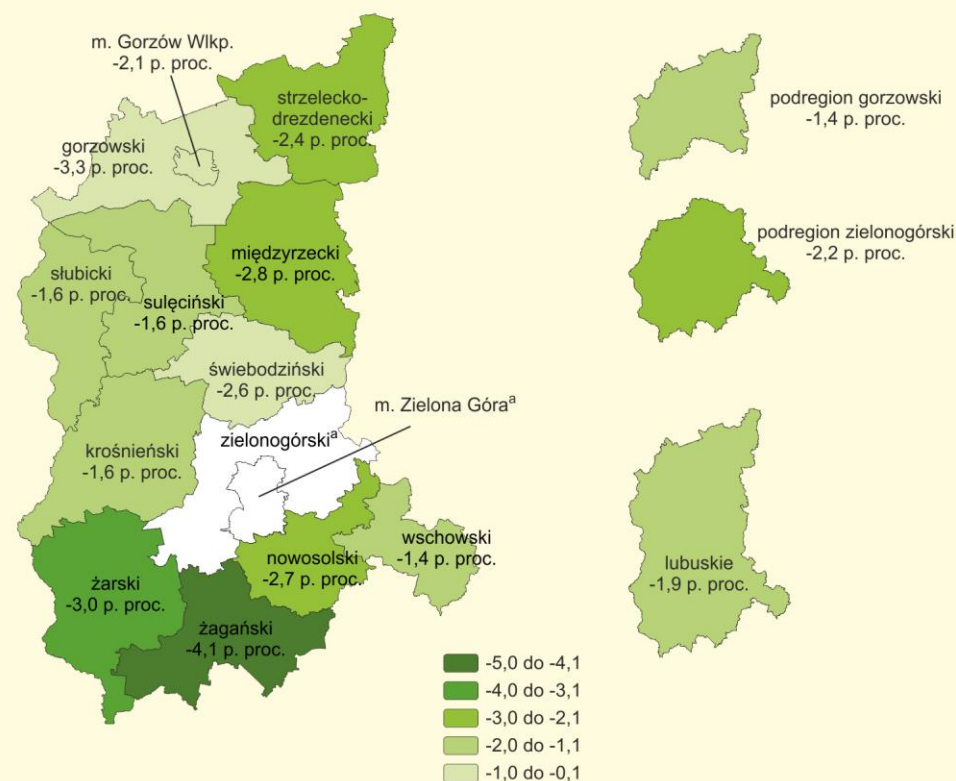 m. Gorzów Wlkp.
-2,1 p. proc.
strzelecko-
drezdenecki
-2,4 p. proc.
gorzowski
-3,3 p. proc.
międzyrzecki
-2,8 p. proc.
słubicki
-1,6 p. proc.
sulęciński
-1,6 p. proc.
świebodziński
-2,6 p. proc.
m. Zielona Góraᵃ
zielonogórskiᵃ
krośnieński
-1,6 p. proc.
wschowski
-1,4 p. proc.
nowosolski
-2,7 p. proc.
żarski
-3,0 p. proc.
żagański
-4,1 p. proc.
podregion gorzowski
-1,4 p. proc.
podregion zielonogórski
-2,2 p. proc.
lubuskie
-1,9 p. proc.
-5,0 do -4,1
-4,0 do -3,1
-3,0 do -2,1
-2,0 do -1,1
-1,0 do -0,1